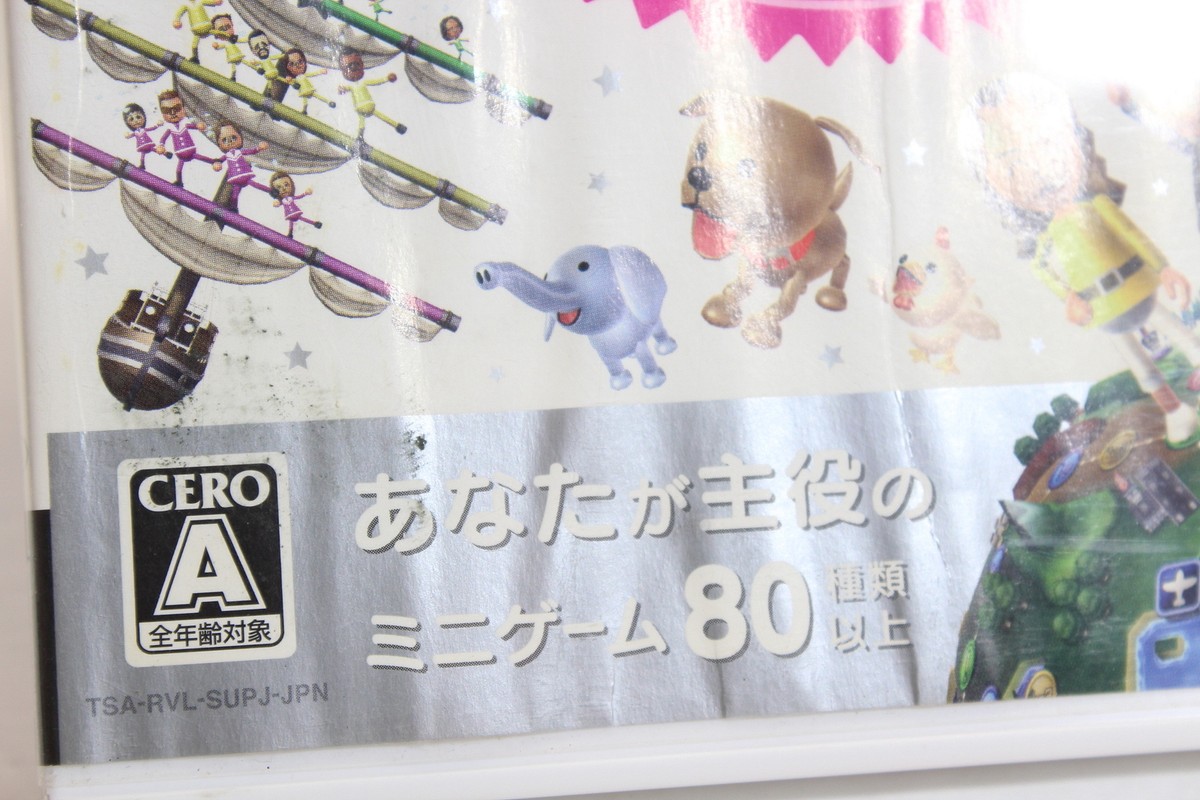 CERO
A
全年齢対象
TSA-RVL-SUPJ-JPN
あなたが主役の
ミニゲーム80種類以上